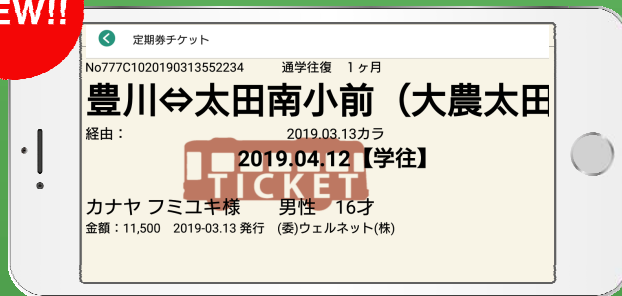 EW!!
定期券チケット
No777C1020190313552234 通学往復 1ヶ月
豊川⇔太田南小前（大農太田
経由： 2019.03.13カラ
2019.04.12【学往】
TICKET
カナヤ フミユキ様 男性 16才
金額：11,500 2019-03.13 発行 (委)ウェルネット(株)